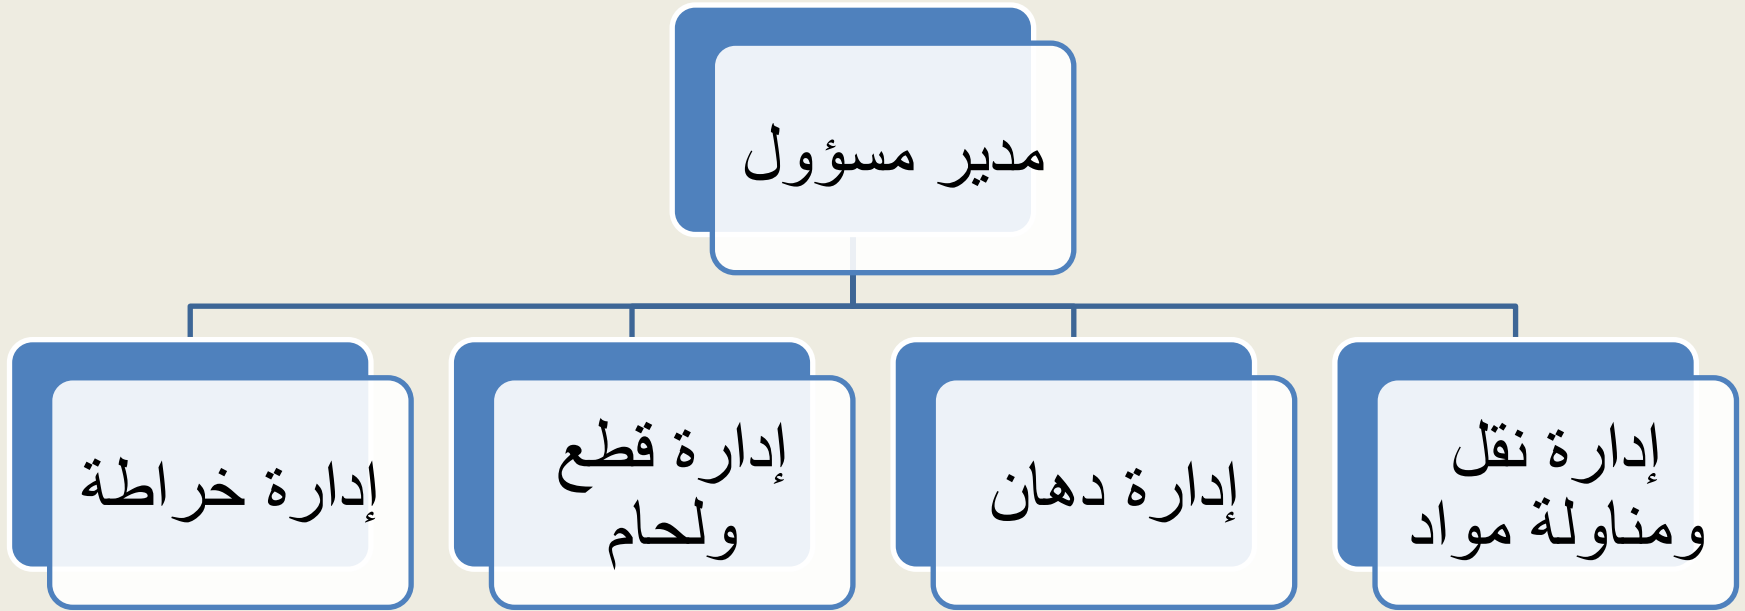 مدير مسؤول
إدارة نقل
ومناولة مواد
إدارة دهان
إدارة قطع
ولحام
إدارة خراطة